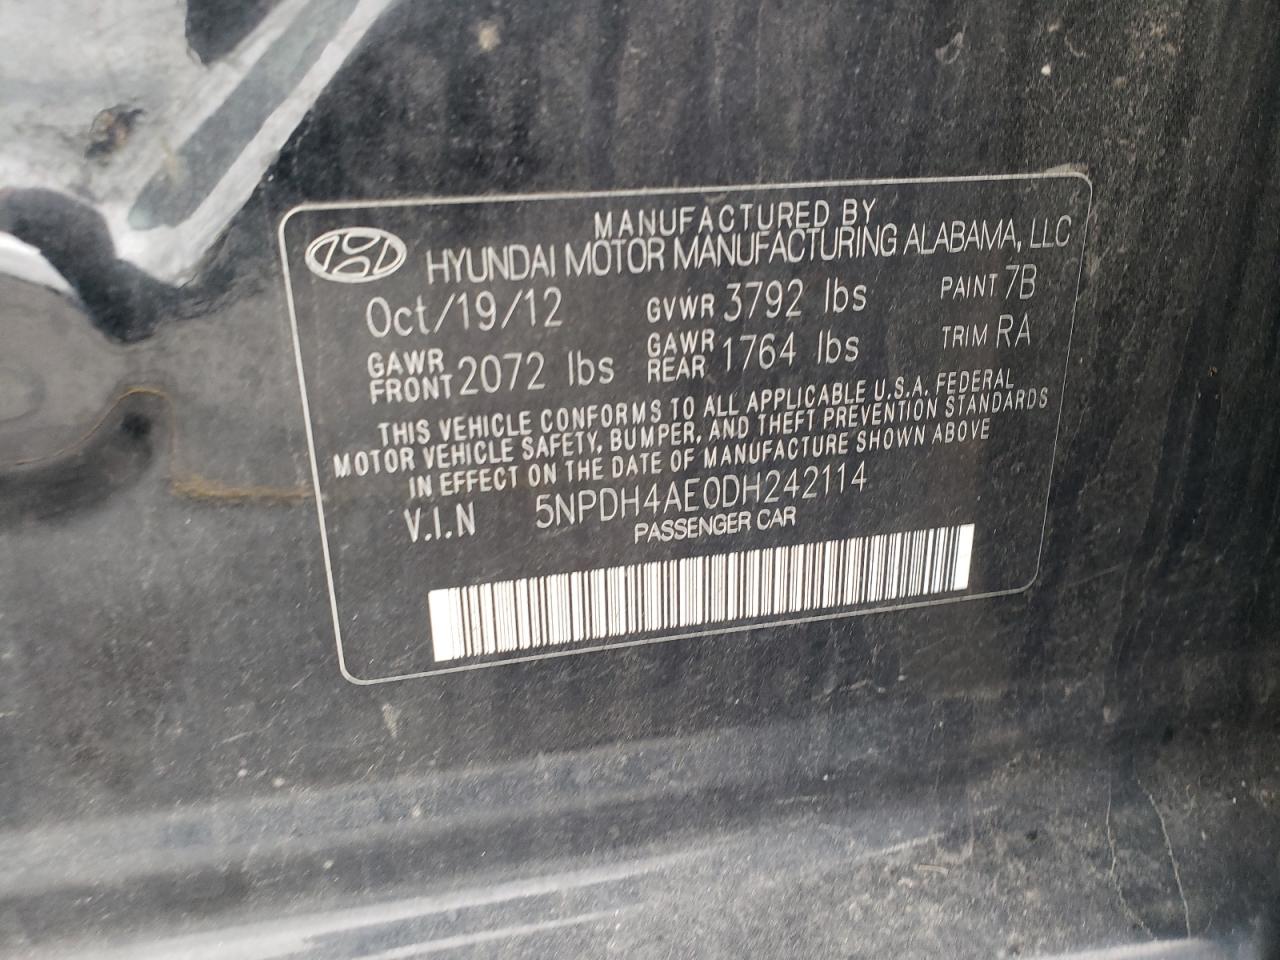 MANUFACTURED BY
HYUNDAI MOTOR MANUFACTURING ALABAMA, LLC
Oct/19/12 GVWR 3792 lbs PAINT 7B
GAWR FRONT 2072 lbs GAWR REAR 1764 lbs TRIM RA
THIS VEHICLE CONFORMS TO ALL APPLICABLE U.S.A. FEDERAL
MOTOR VEHICLE SAFETY, BUMPER, AND THEFT PREVENTION STANDARDS
IN EFFECT ON THE DATE OF MANUFACTURE SHOWN ABOVE
V.I.N 5NPDH4AE0DH242114
PASSENGER CAR